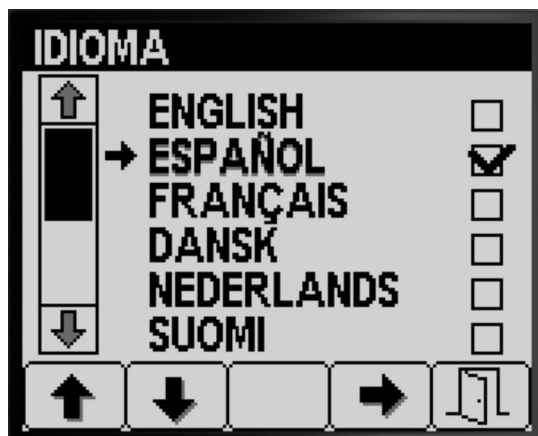 IDIOMA
ENGLISH
ESPAÑOL
FRANÇAIS
DANSK
NEDERLANDS
SUOMI